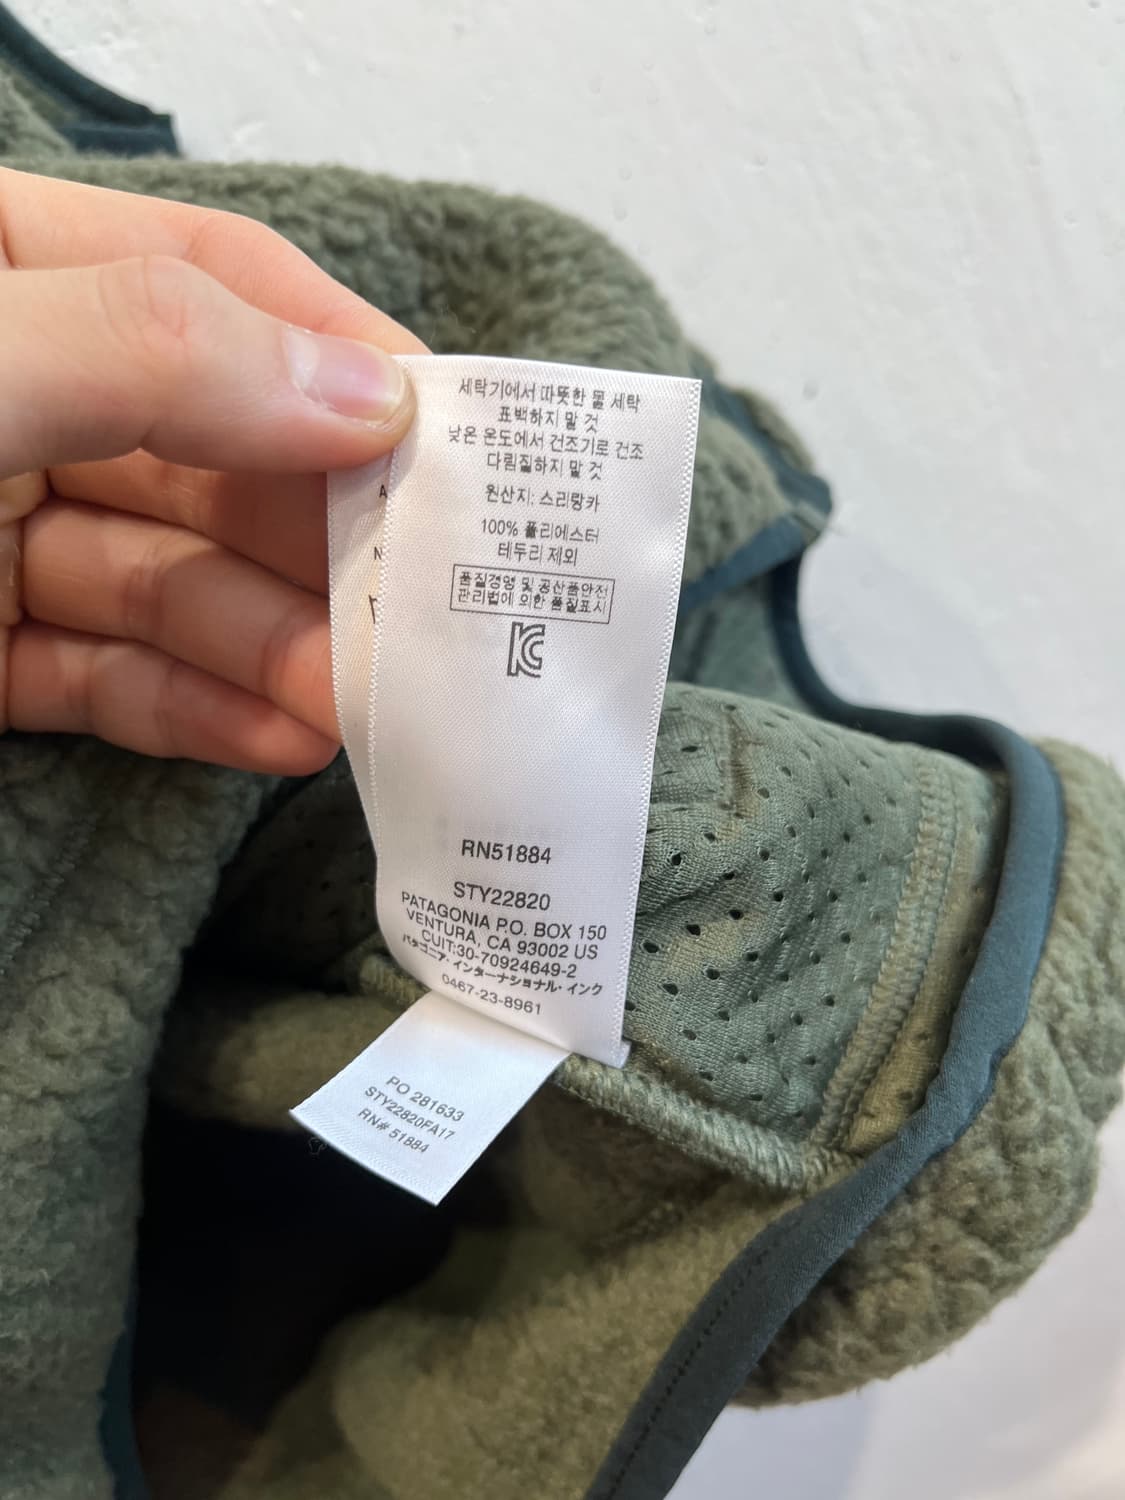 세탁기에서 따뜻한 물 세탁
표백하지 말 것
낮은 온도에서 건조기로 건조
다림질하지 말 것
원산지: 스리랑카
100% 폴리에스터
테두리 제외
품질경영 및 공산품안전
관리법에 의한 품질표시
KC
RN51884
STY22820
PATAGONIA P.O. BOX 150
VENTURA, CA 93002 US
CUIT:30-70924649-2
パタゴニア・インターナショナル・インク
0467-23-8961
PO 281633
STY22820FA17
RN# 51884
A
N